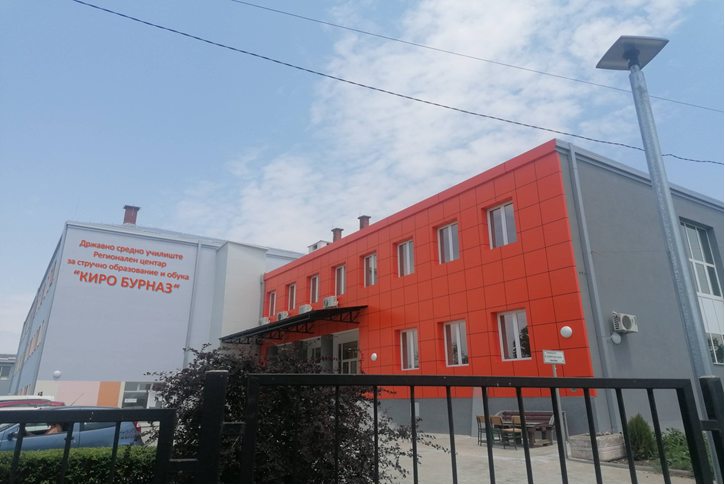 Државно средно училиште
Регионален центар
за стручно образование и обука
"КИРО БУРНАЗ"